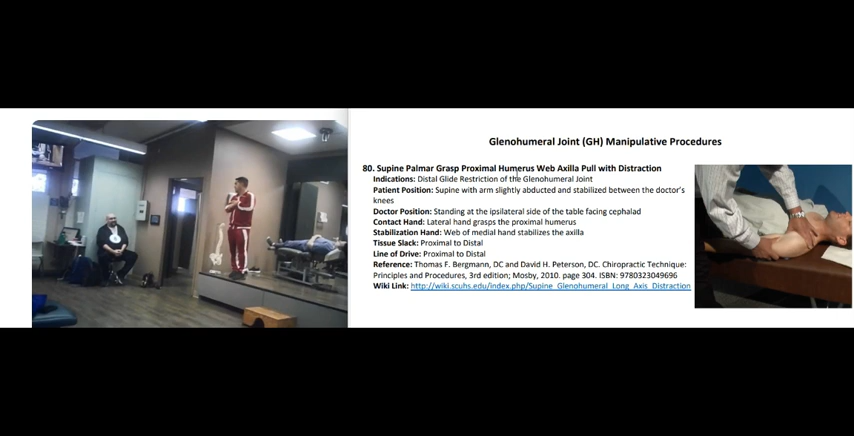 Glenohumeral Joint (GH) Manipulative Procedures
80. Supine Palmar Grasp Proximal Humerus Web Axilla Pull with Distraction
Indications: Distal Glide Restriction of the Glenohumeral Joint
Patient Position: Supine with arm slightly abducted and stabilized between the doctor's
knees
Doctor Position: Standing at the ipsilateral side of the table facing cephalad
Contact Hand: Lateral hand grasps the proximal humerus
Stabilization Hand: Web of medial hand stabilizes the axilla
Tissue Slack: Proximal to Distal
Line of Drive: Proximal to Distal
Reference: Thomas F. Bergmann, DC and David H. Peterson, DC. Chiropractic Technique:
Principles and Procedures, 3rd edition; Mosby, 2010. page 304. ISBN: 9780323049696
Wiki Link: http://wiki.scuhs.edu/index.php/Supine_Glenohumeral_Long_Axis_Distraction